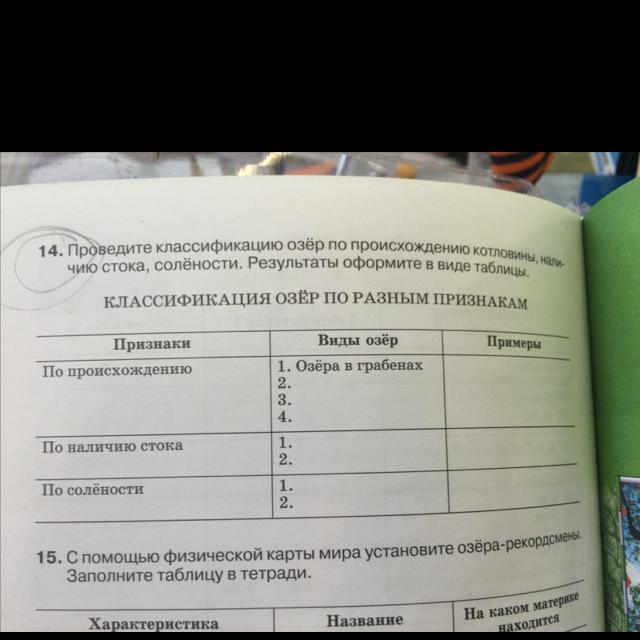 14. Проведите классификацию озёр по происхождению котловины, нали-
чию стока, солёности. Результаты оформите в виде таблицы.
КЛАССИФИКАЦИЯ ОЗЁР ПО РАЗНЫМ ПРИЗНАКАМ
Признаки Виды озёр Примеры
По происхождению 1. Озёра в грабенах
2.
3.
4.
По наличию стока 1.
2.
По солёности 1.
2.
15. С помощью физической карты мира установите озёра-рекордсмены.
Заполните таблицу в тетради.
Характеристика Название На каком материке
находится